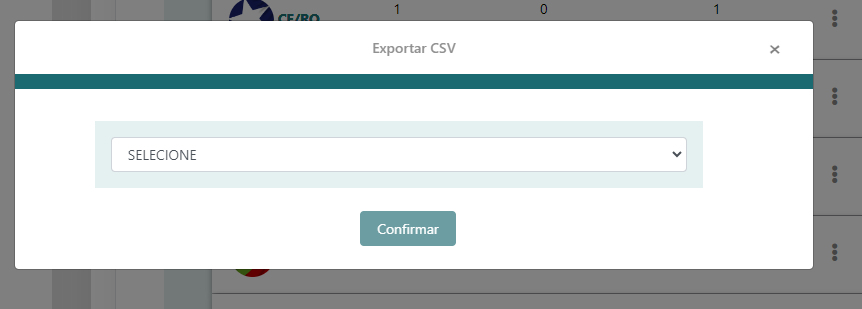 CE/RO 1 0 1
Exportar CSV ×
SELECIONE
Confirmar